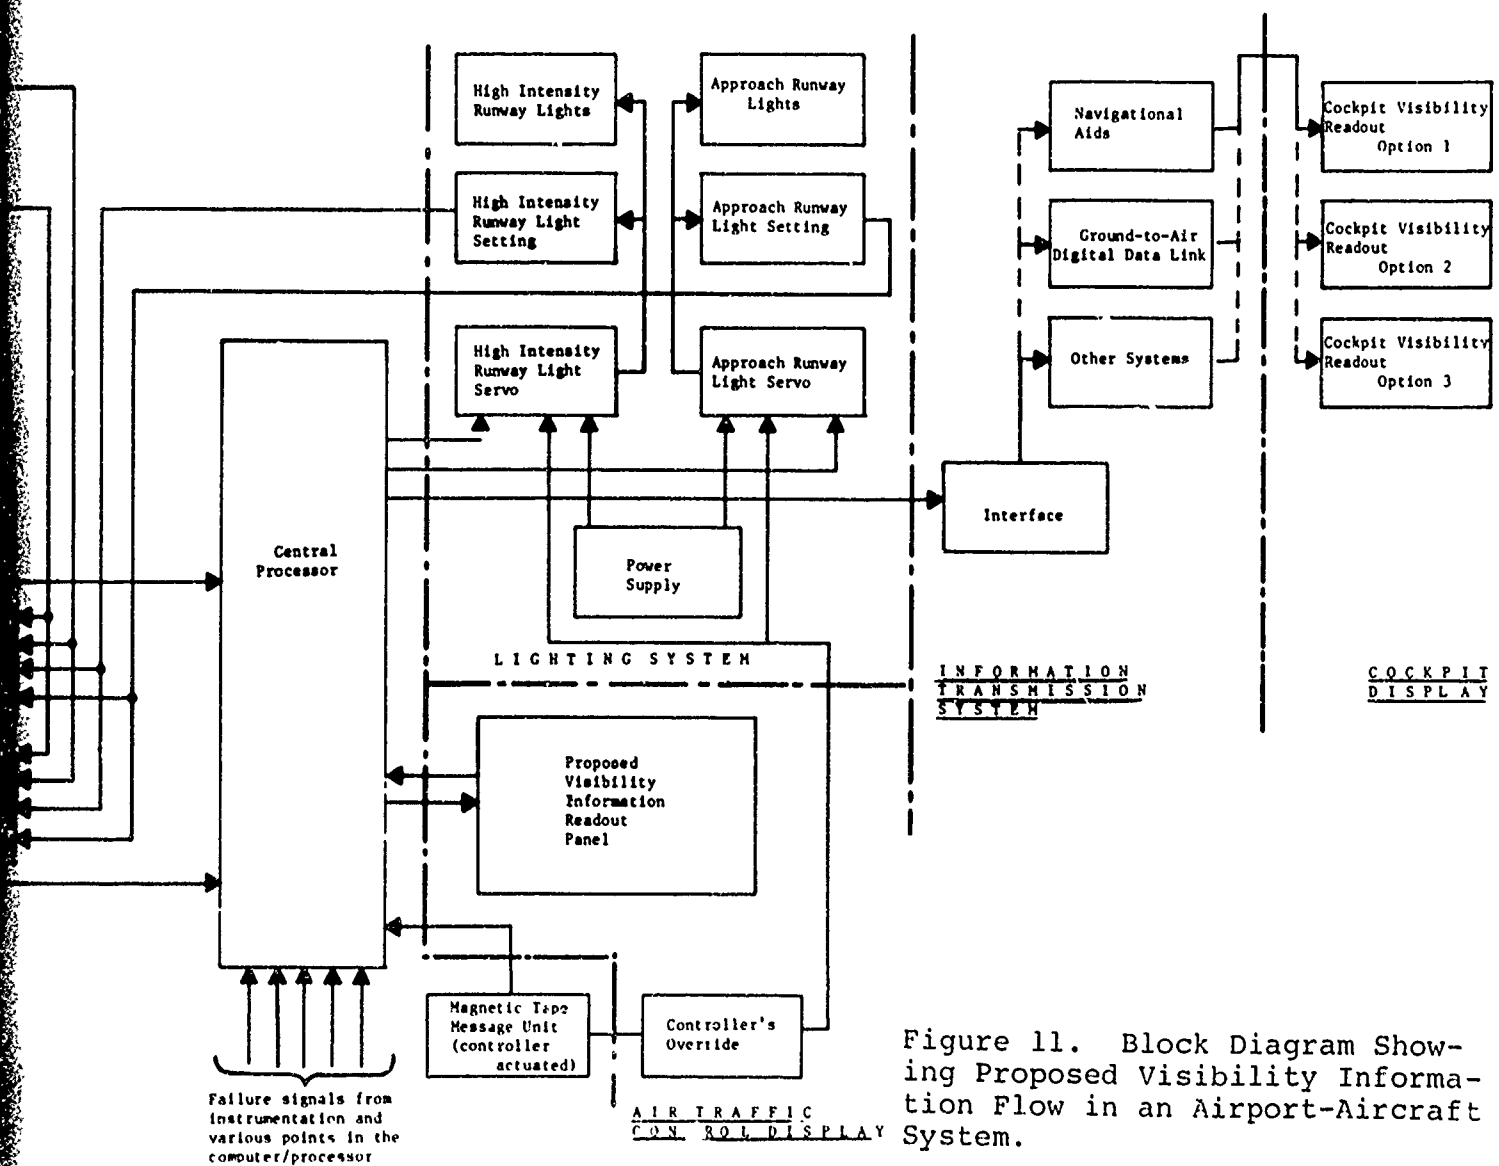 High Intensity
Runway Lights
Approach Runway
Lights
Navigational
Aids
Cockpit Visibility
Readout
Option 1
High Intensity
Runway Light
Setting
Approach Runway
Light Setting
Ground-to-Air
Digital Data Link
Cockpit Visibility
Readout
Option 2
High Intensity
Runway Light
Servo
Approach Runway
Light Servo
Other Systems
Cockpit Visibility
Readout
Option 3
Central
Processor
Power
Supply
Interface
LIGHTING SYSTEM
INFORMATION
TRANSMISSION
SYSTEM
COCKPIT
DISPLAY
Proposed
Visibility
Information
Readout
Panel
Magnetic Tape
Message Unit
(controller
actuated)
Controller's
Override
Failure signals from
instrumentation and
various points in the
computer/processor
AIR TRAFFIC
CON ROL DISPLAY
Figure 11. Block Diagram Show-
ing Proposed Visibility Informa-
tion Flow in an Airport-Aircraft
System.